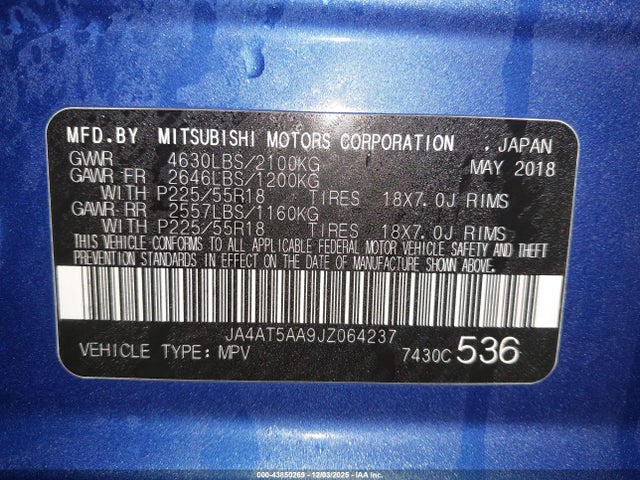 MFD.BY MITSUBISHI MOTORS CORPORATION , JAPAN
GVWR 4630LBS/2100KG MAY 2018
GAWR FR 2646LBS/1200KG
WITH P225/55R18 TIRES 18X7.0J RIMS
GAWR RR 2557LBS/1160KG
WITH P225/55R18 TIRES 18X7.0J RIMS
THIS VEHICLE CONFORMS TO ALL APPLICABLE FEDERAL MOTOR VEHICLE SAFETY AND THEFT
PREVENTION STANDARDS IN EFFECT ON THE DATE OF MANUFACTURE SHOWN ABOVE.
JA4AT5AA9JZ064237
VEHICLE TYPE: MPV 7430C 536
000-43850269 - 12/03/2025 - IAA Inc.